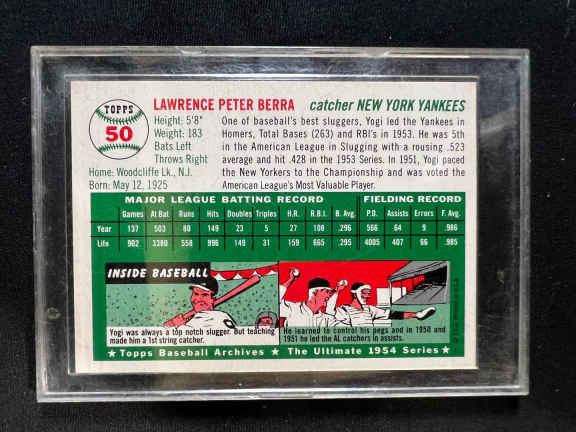 TOPPS
50
LAWRENCE PETER BERRA catcher NEW YORK YANKEES
Height: 5'8"
Weight: 183
Bats Left
Throws Right
Home: Woodcliffe Lk., N.J.
Born: May 12, 1925
One of baseball's best sluggers, Yogi led the Yankees in
Homers, Total Bases (263) and RBI's in 1953. He was 5th
in the American League in Slugging with a rousing .523
average and hit .428 in the 1953 Series. In 1951, Yogi paced
the New Yorkers to the Championship and was voted the
American League's Most Valuable Player.
MAJOR LEAGUE BATTING RECORD FIELDING RECORD
Games At Bat Runs Hits Doubles Triples H.R. R.B.I. B. Avg. P.O. Assists Errors F. Avg.
Year 137 503 80 149 23 5 27 108 .296 566 64 9 .986
Life 982 3380 558 996 149 31 159 665 .295 4005 407 66 .985
INSIDE BASEBALL
Yogi was always a top notch slugger. But teaching
made him a 1st string catcher.
He learned to control his pegs and in 1950 and
1951 he led the AL catchers in assists.
★ Topps Baseball Archives ★ The Ultimate 1954 Series ★